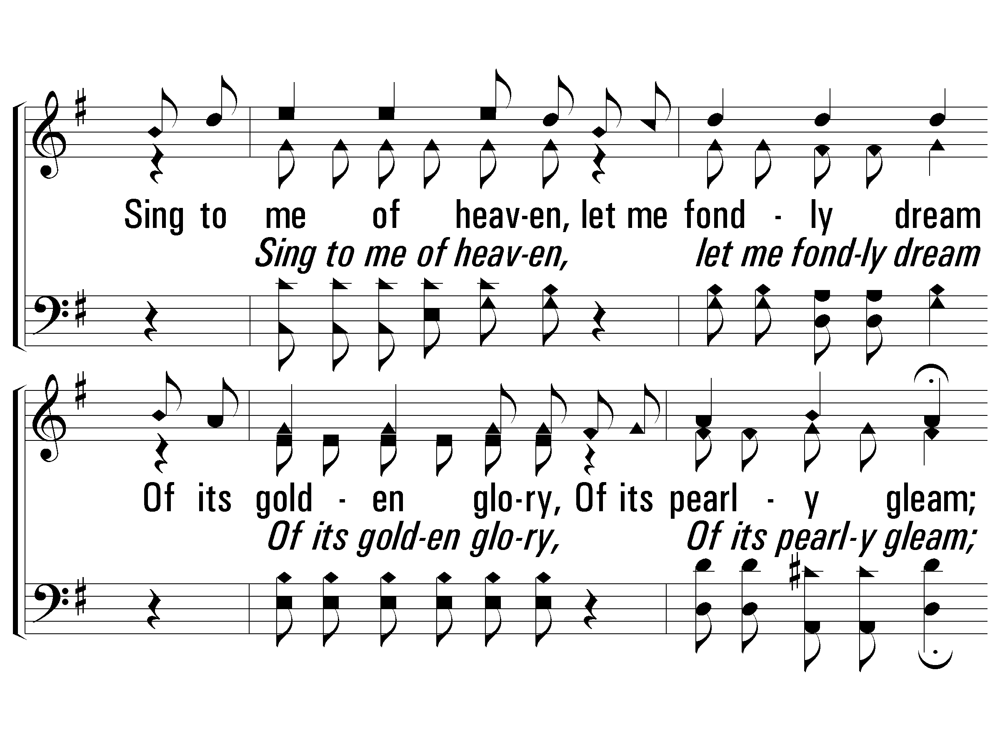 Sing to me of heav-en, let me fond - ly dream
Sing to me of heav-en, let me fond-ly dream
Of its gold - en glo-ry, Of its pearl - y gleam;
Of its gold-en glo-ry, Of its pearl-y gleam;